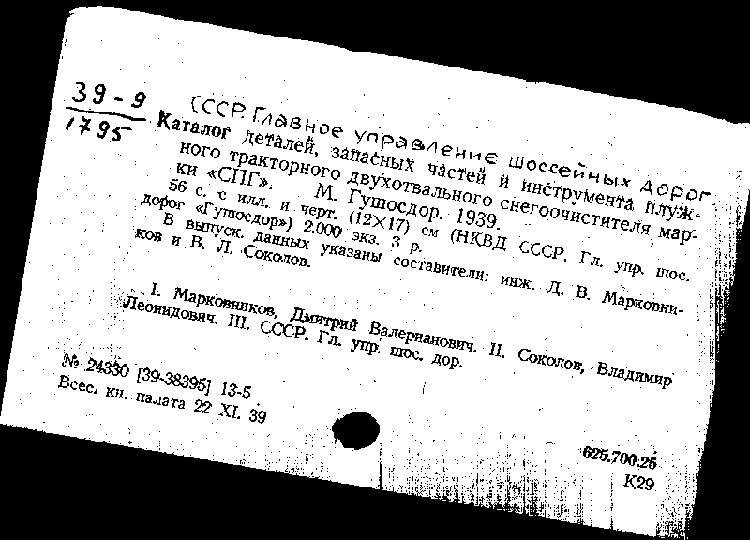 39-9
1795
СССР. Главное управление шоссейных дорог
Каталог деталей, запасных частей и инструмента плуж-
ного тракторного двухотвального снегоочистителя мар-
ки «СПГ». М. Гушосдор. 1939.
56 с. с илл. и черт. (12×17) см (НКВД СССР. Гл. упр. шос.
дорог «Гушосдор») 2.000 экз. 3 р.
В выпуск. данных указаны составители: инж. Д. В. Марковни-
ков и В. Л. Соколов.
I. Марковников, Дмитрий Валерианович. II. Соколов, Владимир
Леонидович. III. СССР. Гл. упр. шос. дор.
№ 24330 [39-38395] 13-5
Всес. кн. палата 22 XI. 39
625.700.25
К29